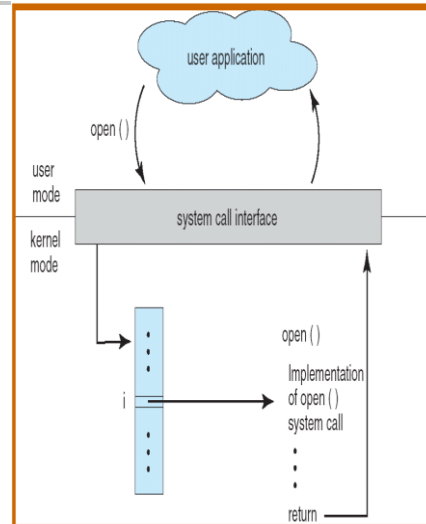 user application
open ( )
user
mode
system call interface
kernel
mode
open ( )
Implementation
i
of open ( )
system call
return